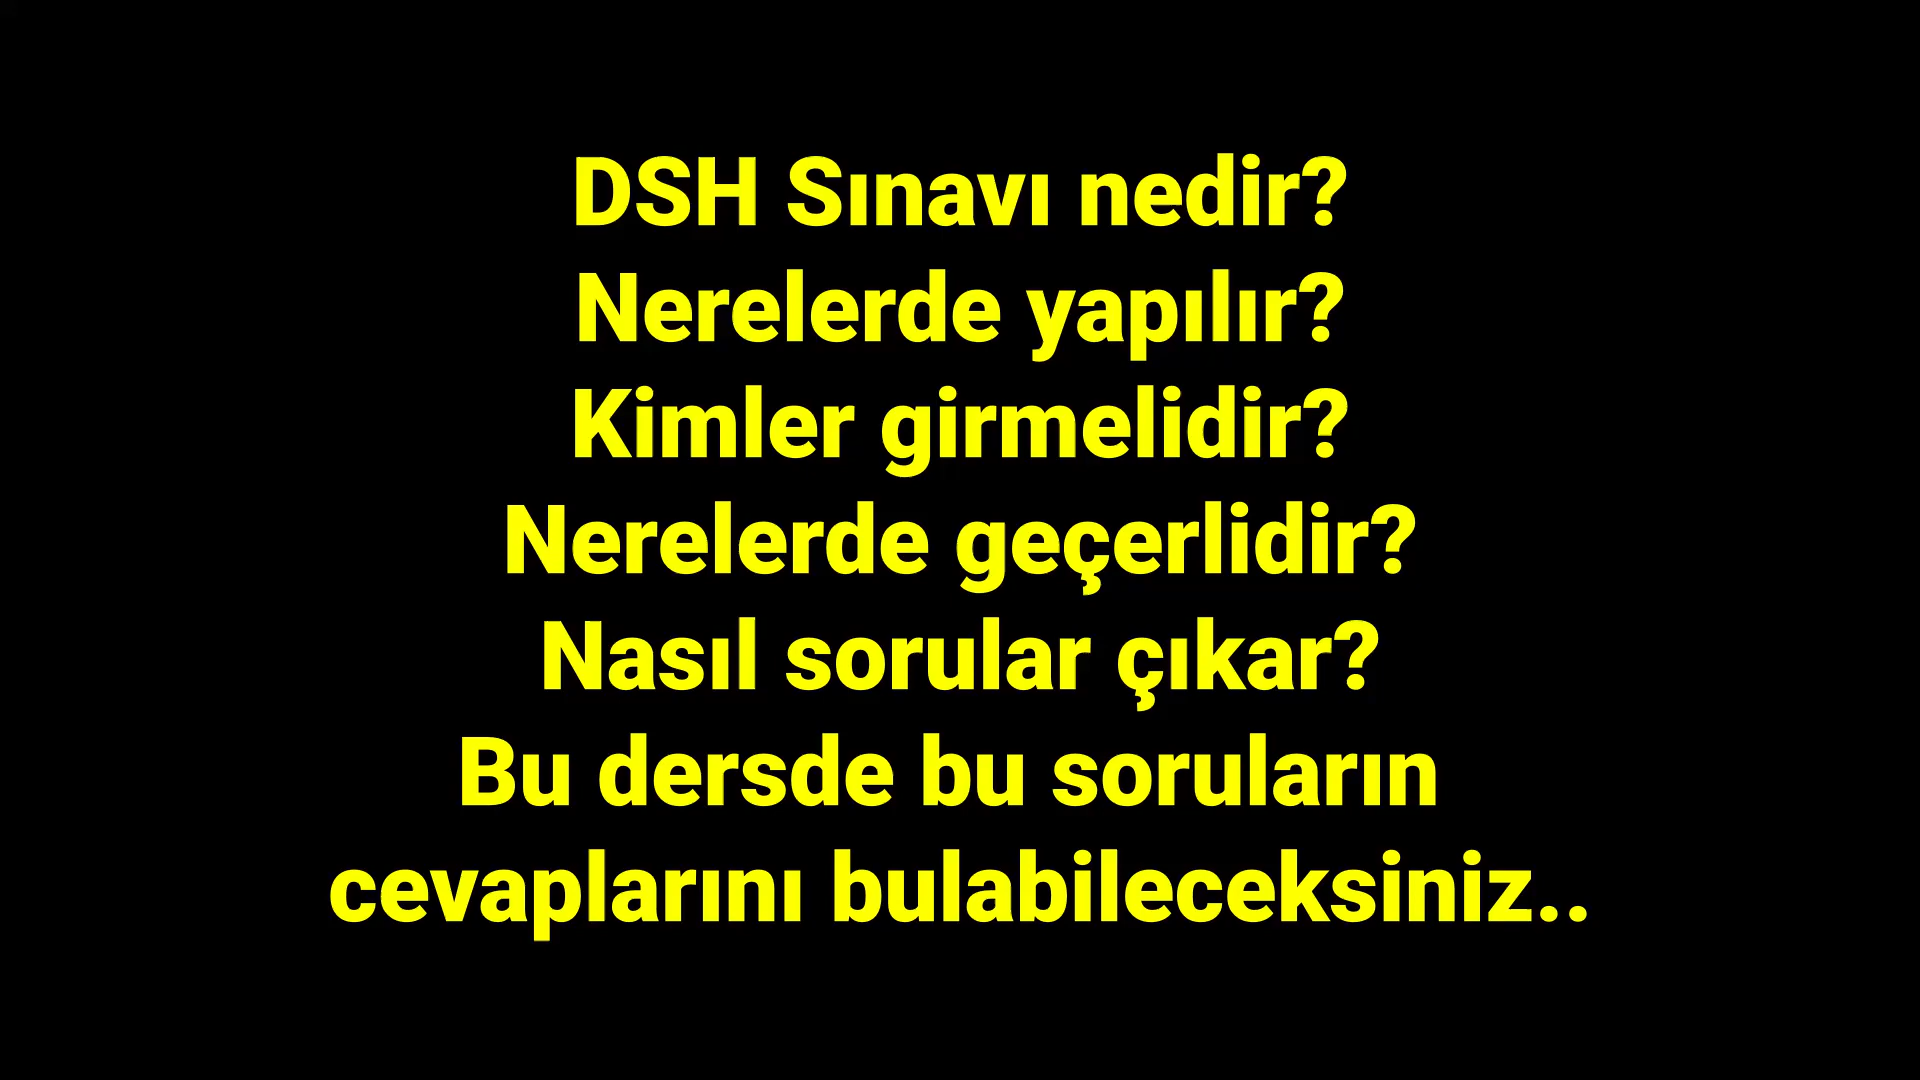 DSH Sınavı nedir?
Nerelerde yapılır?
Kimler girmelidir?
Nerelerde geçerlidir?
Nasıl sorular çıkar?
Bu dersde bu soruların
cevaplarını bulabileceksiniz..